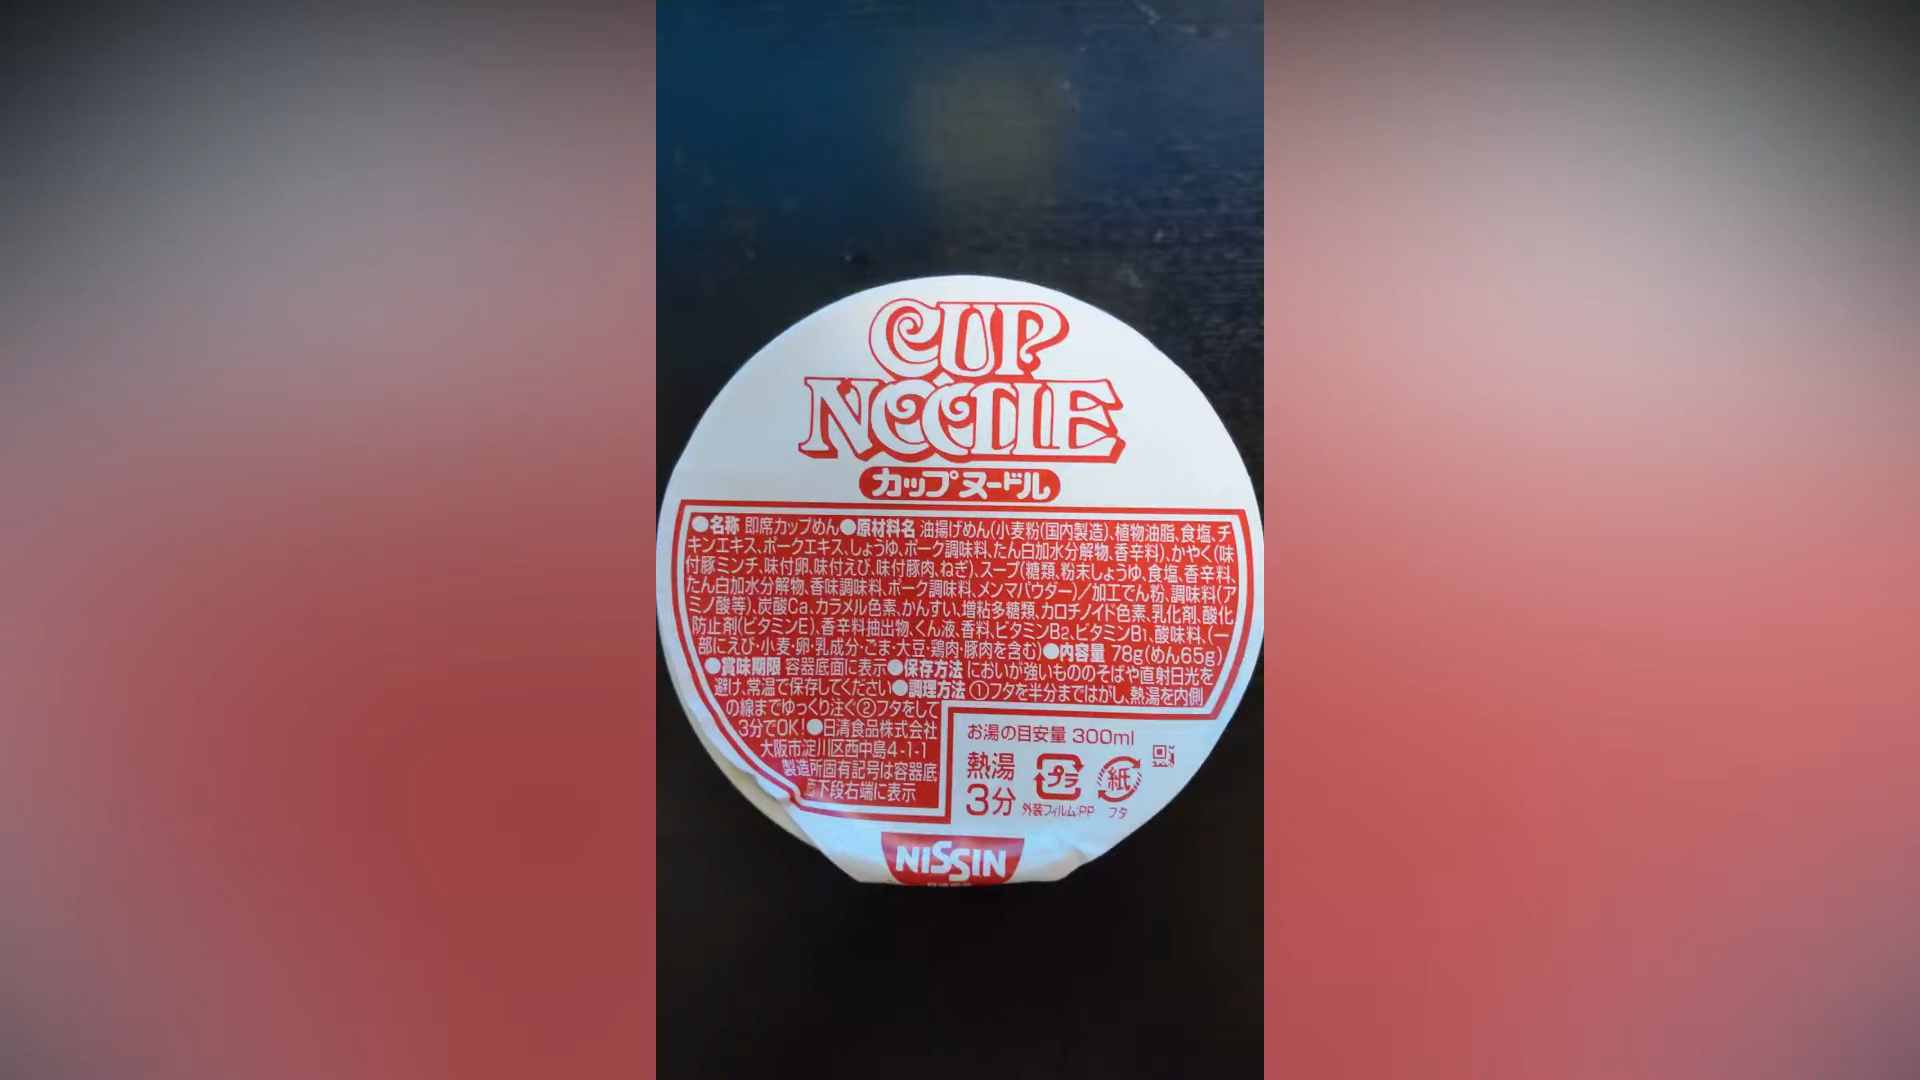 CUP
NOODLE
カップヌードル
●名称 即席カップめん●原材料名 油揚げめん(小麦粉(国内製造)、植物油脂、食塩、チ
キンエキス、ポークエキス、しょうゆ、ポーク調味料、たん白加水分解物、香辛料)、かやく(味
付豚ミンチ、味付卵、味付えび、味付豚肉、ねぎ)、スープ(糖類、粉末しょうゆ、食塩、香辛料、
たん白加水分解物、香味調味料、ポーク調味料、メンマパウダー)/加工でん粉、調味料(ア
ミノ酸等)、炭酸Ca、カラメル色素、かんすい、増粘多糖類、カロチノイド色素、乳化剤、酸化
防止剤(ビタミンE)、香辛料抽出物、くん液、香料、ビタミンB2、ビタミンB1、酸味料、(一
部にえび・小麦・卵・乳成分・ごま・大豆・鶏肉・豚肉を含む)●内容量 78g(めん65g)
●賞味期限 容器底面に表示●保存方法 においが強いもののそばや直射日光を
避け、常温で保存してください●調理方法 ①フタを半分まではがし、熱湯を内側
の線までゆっくり注ぐ②フタをして
3分でOK!●日清食品株式会社
大阪市淀川区西中島4-1-1
製造所固有記号は容器底
面下段右端に表示
お湯の目安量 300ml
熱湯
3分
プラ
外装フィルム:PP
紙
フタ
NISSIN